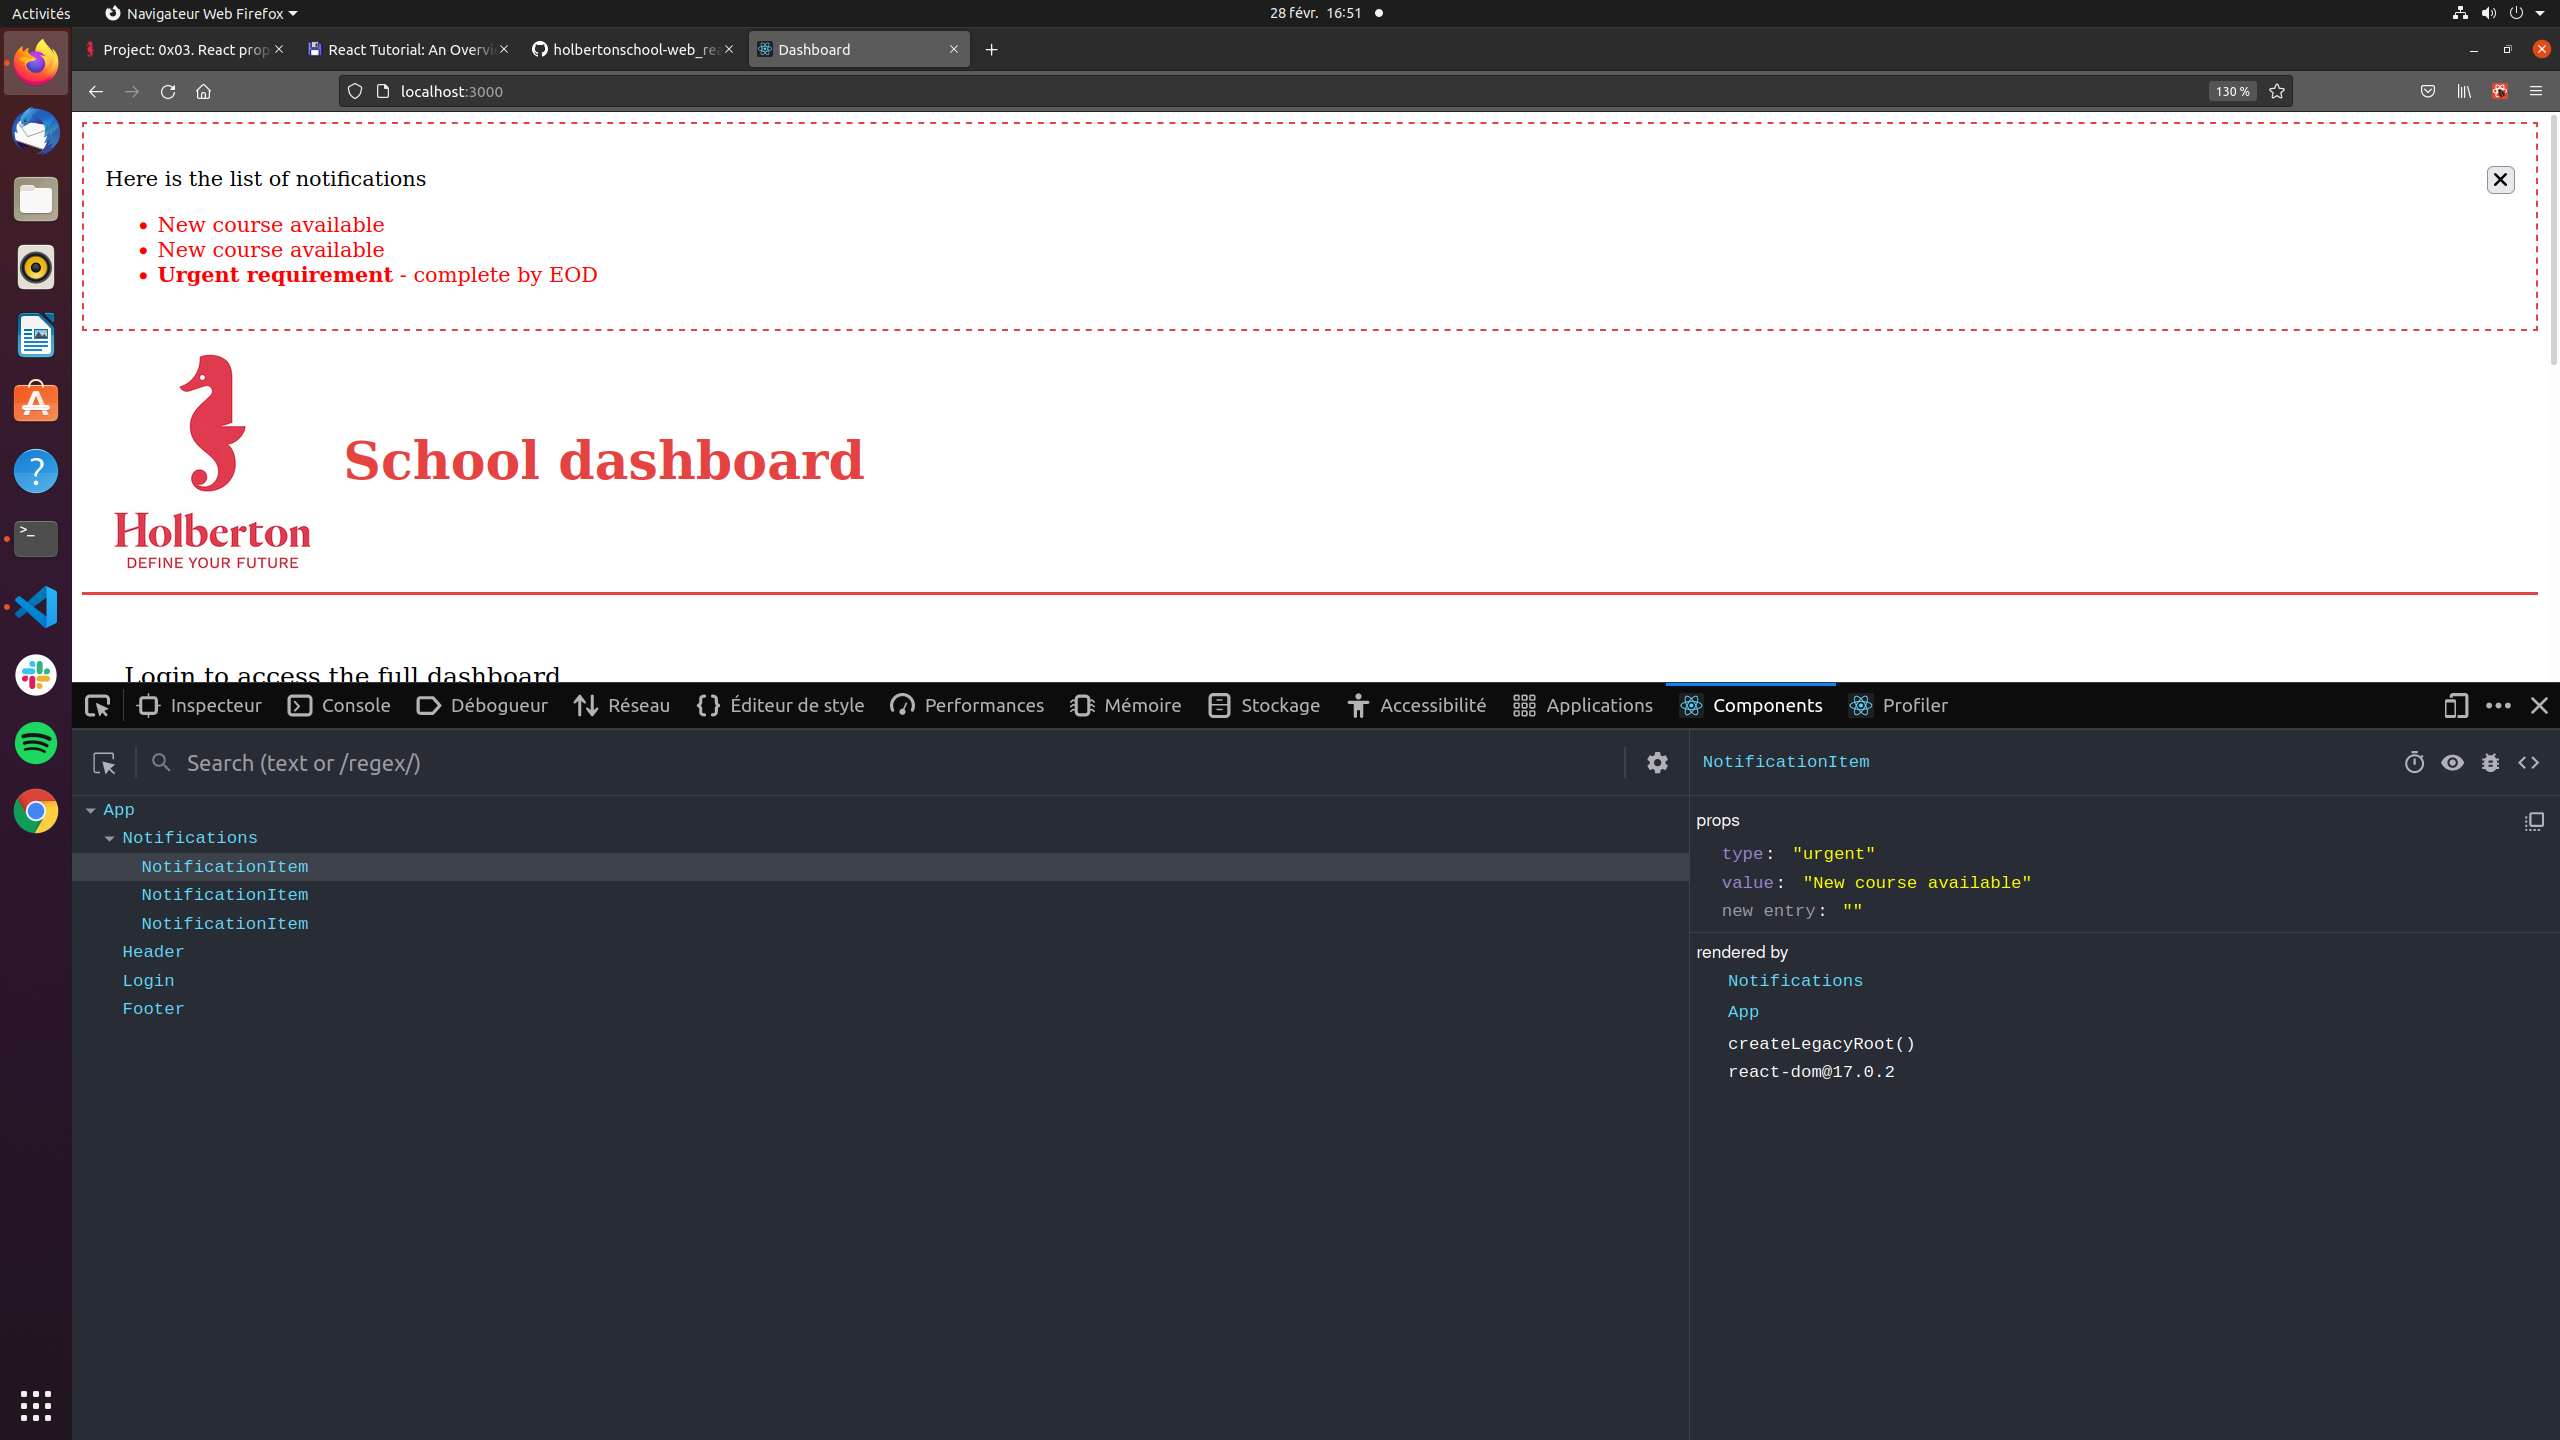 Activités
Navigateur Web Firefox
28 févr. 16:51
Project: 0x03. React prop
React Tutorial: An Overvi
holbertonschool-web_rea
Dashboard
localhost:3000
130 %
Here is the list of notifications
New course available
New course available
Urgent requirement - complete by EOD
School dashboard
Holberton
DEFINE YOUR FUTURE
Login to access the full dashboard
Inspecteur
Console
Débogueur
Réseau
Éditeur de style
Performances
Mémoire
Stockage
Accessibilité
Applications
Components
Profiler
Search (text or /regex/)
App
Notifications
NotificationItem
NotificationItem
NotificationItem
Header
Login
Footer
NotificationItem
props
type: "urgent"
value: "New course available"
new entry: ""
rendered by
Notifications
App
createLegacyRoot()
react-dom@17.0.2